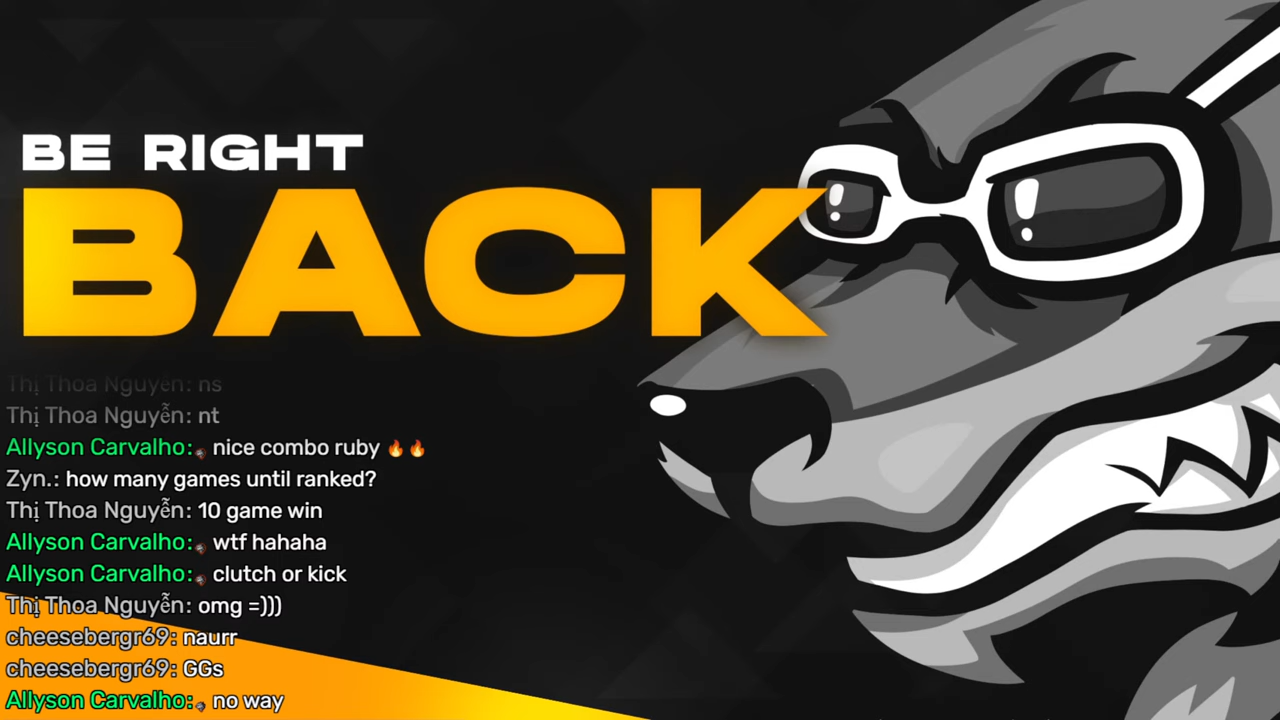 BE RIGHT
BACK
Thị Thoa Nguyễn: ns
Thị Thoa Nguyễn: nt
Allyson Carvalho: nice combo ruby 🔥🔥
Zyn.: how many games until ranked?
Thị Thoa Nguyễn: 10 game win
Allyson Carvalho: wtf hahaha
Allyson Carvalho: clutch or kick
Thị Thoa Nguyễn: omg =)))
cheesebergr69: naurr
cheesebergr69: GGs
Allyson Carvalho: no way